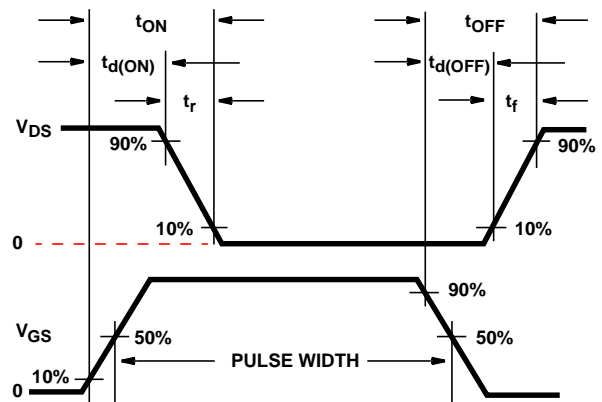 tON tOFF
td(ON) td(OFF)
tr tf
VDS
90% 90%
10% 10%
0
90%
VGS 50% 50%
10% PULSE WIDTH
0